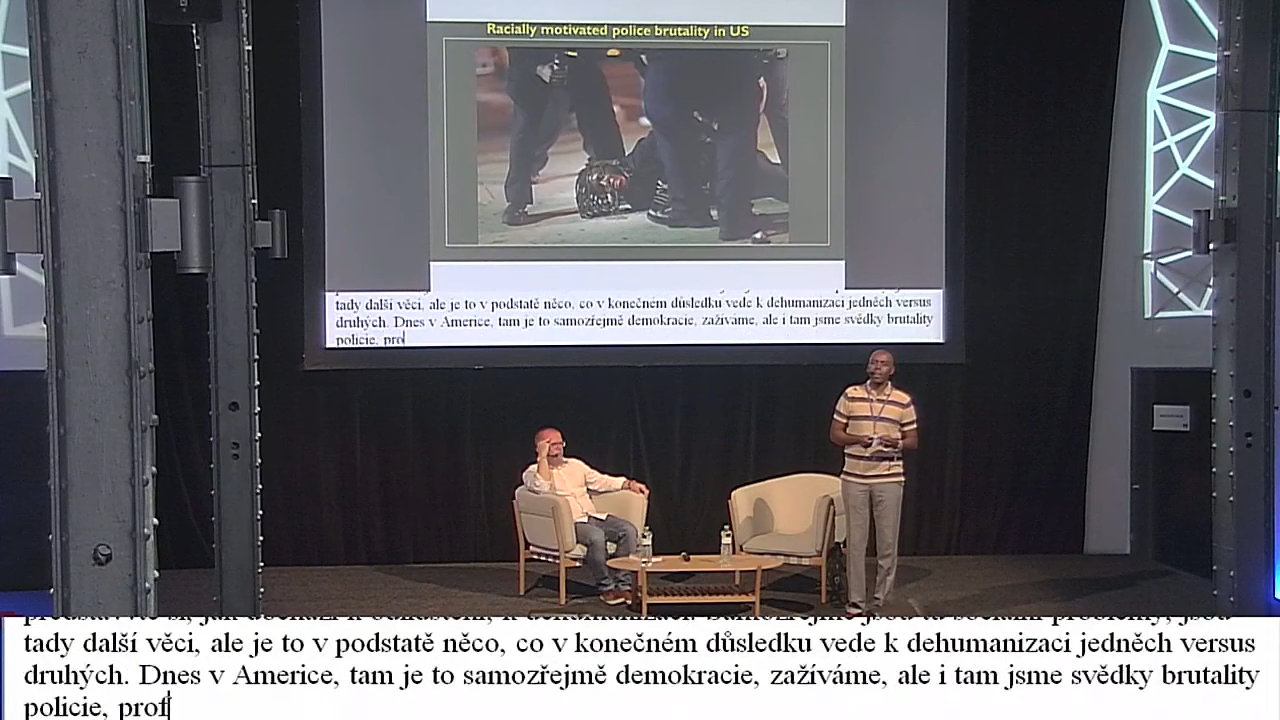 Racially motivated police brutality in US
tady další věci, ale je to v podstatě něco, co v konečném důsledku vede k dehumanizaci jedněch versus
druhých. Dnes v Americe, tam je to samozřejmě demokracie, zažíváme, ale i tam jsme svědky brutality
policie, pro
tady další věci, ale je to v podstatě něco, co v konečném důsledku vede k dehumanizaci jedněch versus
druhých. Dnes v Americe, tam je to samozřejmě demokracie, zažíváme, ale i tam jsme svědky brutality
policie, prof